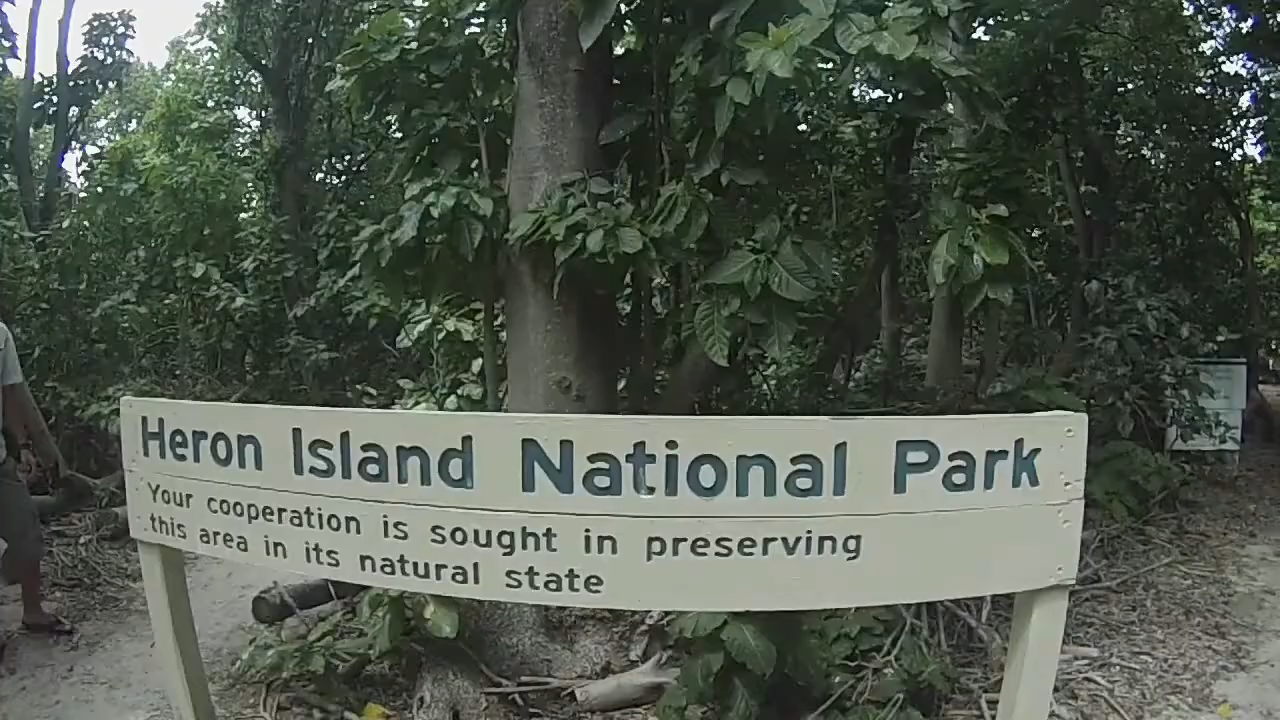 Heron Island National Park
Your cooperation is sought in preserving
this area in its natural state